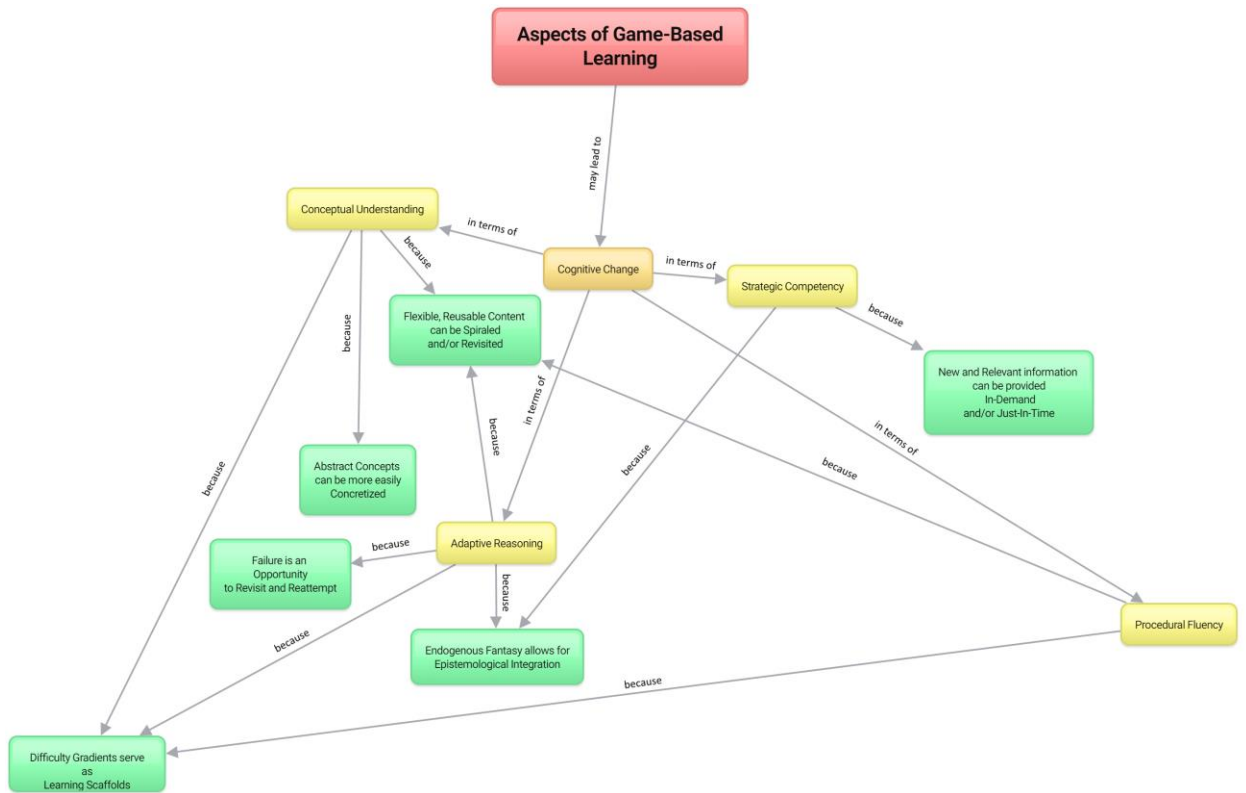 Aspects of Game-Based
Learning
may lead to
Conceptual Understanding
in terms of
because
Cognitive Change
in terms of
Strategic Competency
Flexible, Reusable Content
can be Spiraled
and/or Revisited
because
because
New and Relevant information
can be provided
In-Demand
and/or Just-In-Time
in terms of
because
in terms of
because
because
because
Abstract Concepts
can be more easily
Concretized
Adaptive Reasoning
because
Failure is an
Opportunity
to Revisit and Reattempt
because
because
Procedural Fluency
Endogenous Fantasy allows for
Epistemological Integration
because
Difficulty Gradients serve
as
Learning Scaffolds